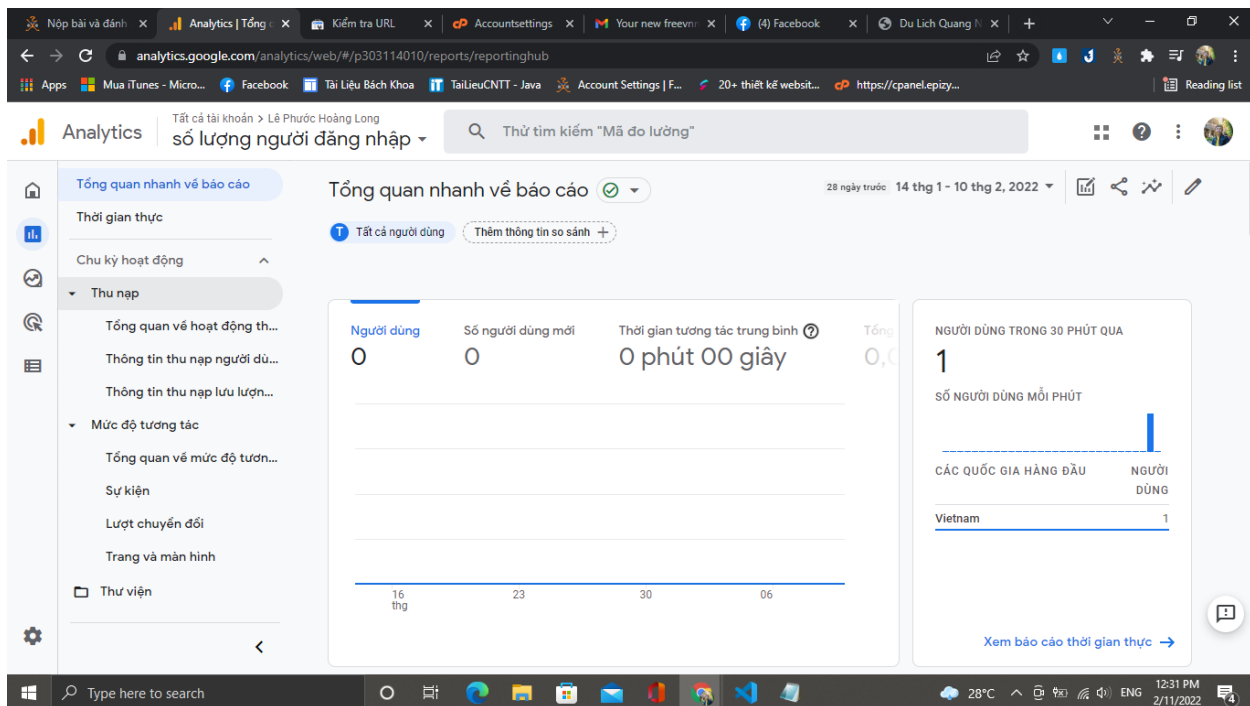 Nộp bài và đánh
Analytics | Tổng c
Kiểm tra URL
Accountsettings
Your new freevnr
(4) Facebook
Du Lich Quang N
analytics.google.com/analytics/web/#/p303114010/reports/reportinghub
Apps
Mua iTunes - Micro...
Facebook
Tài Liệu Bách Khoa
TaiLieuCNTT - Java
Account Settings | F...
20+ thiết kế websit...
https://cpanel.epizy...
Reading list
Analytics
Tất cả tài khoản > Lê Phước Hoàng Long
số lượng người đăng nhập
Thử tìm kiếm "Mã đo lường"
Tổng quan nhanh về báo cáo
Thời gian thực
Chu kỳ hoạt động
Thu nạp
Tổng quan về hoạt động th...
Thông tin thu nạp người dù...
Thông tin thu nạp lưu lượn...
Mức độ tương tác
Tổng quan về mức độ tươn...
Sự kiện
Lượt chuyển đổi
Trang và màn hình
Thư viện
Tổng quan nhanh về báo cáo
28 ngày trước 14 thg 1 - 10 thg 2, 2022
T Tất cả người dùng
Thêm thông tin so sánh
Người dùng
0
Số người dùng mới
0
Thời gian tương tác trung bình
0 phút 00 giây
Tổng
0,0
16
thg
23
30
06
NGƯỜI DÙNG TRONG 30 PHÚT QUA
1
SỐ NGƯỜI DÙNG MỖI PHÚT
CÁC QUỐC GIA HÀNG ĐẦU
NGƯỜI
DÙNG
Vietnam 1
Xem báo cáo thời gian thực
Type here to search
28°C
ENG
12:31 PM
2/11/2022
4